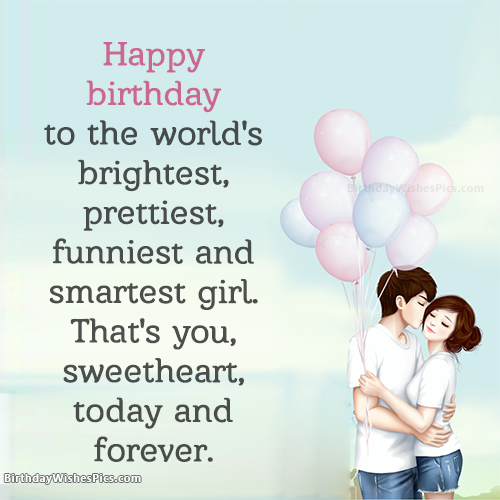 Happy
birthday
to the world's
brightest,
prettiest,
funniest and
smartest girl.
That's you,
sweetheart,
today and
forever.
BirthdayWishesPics.com
BirthdayWishesPics.com